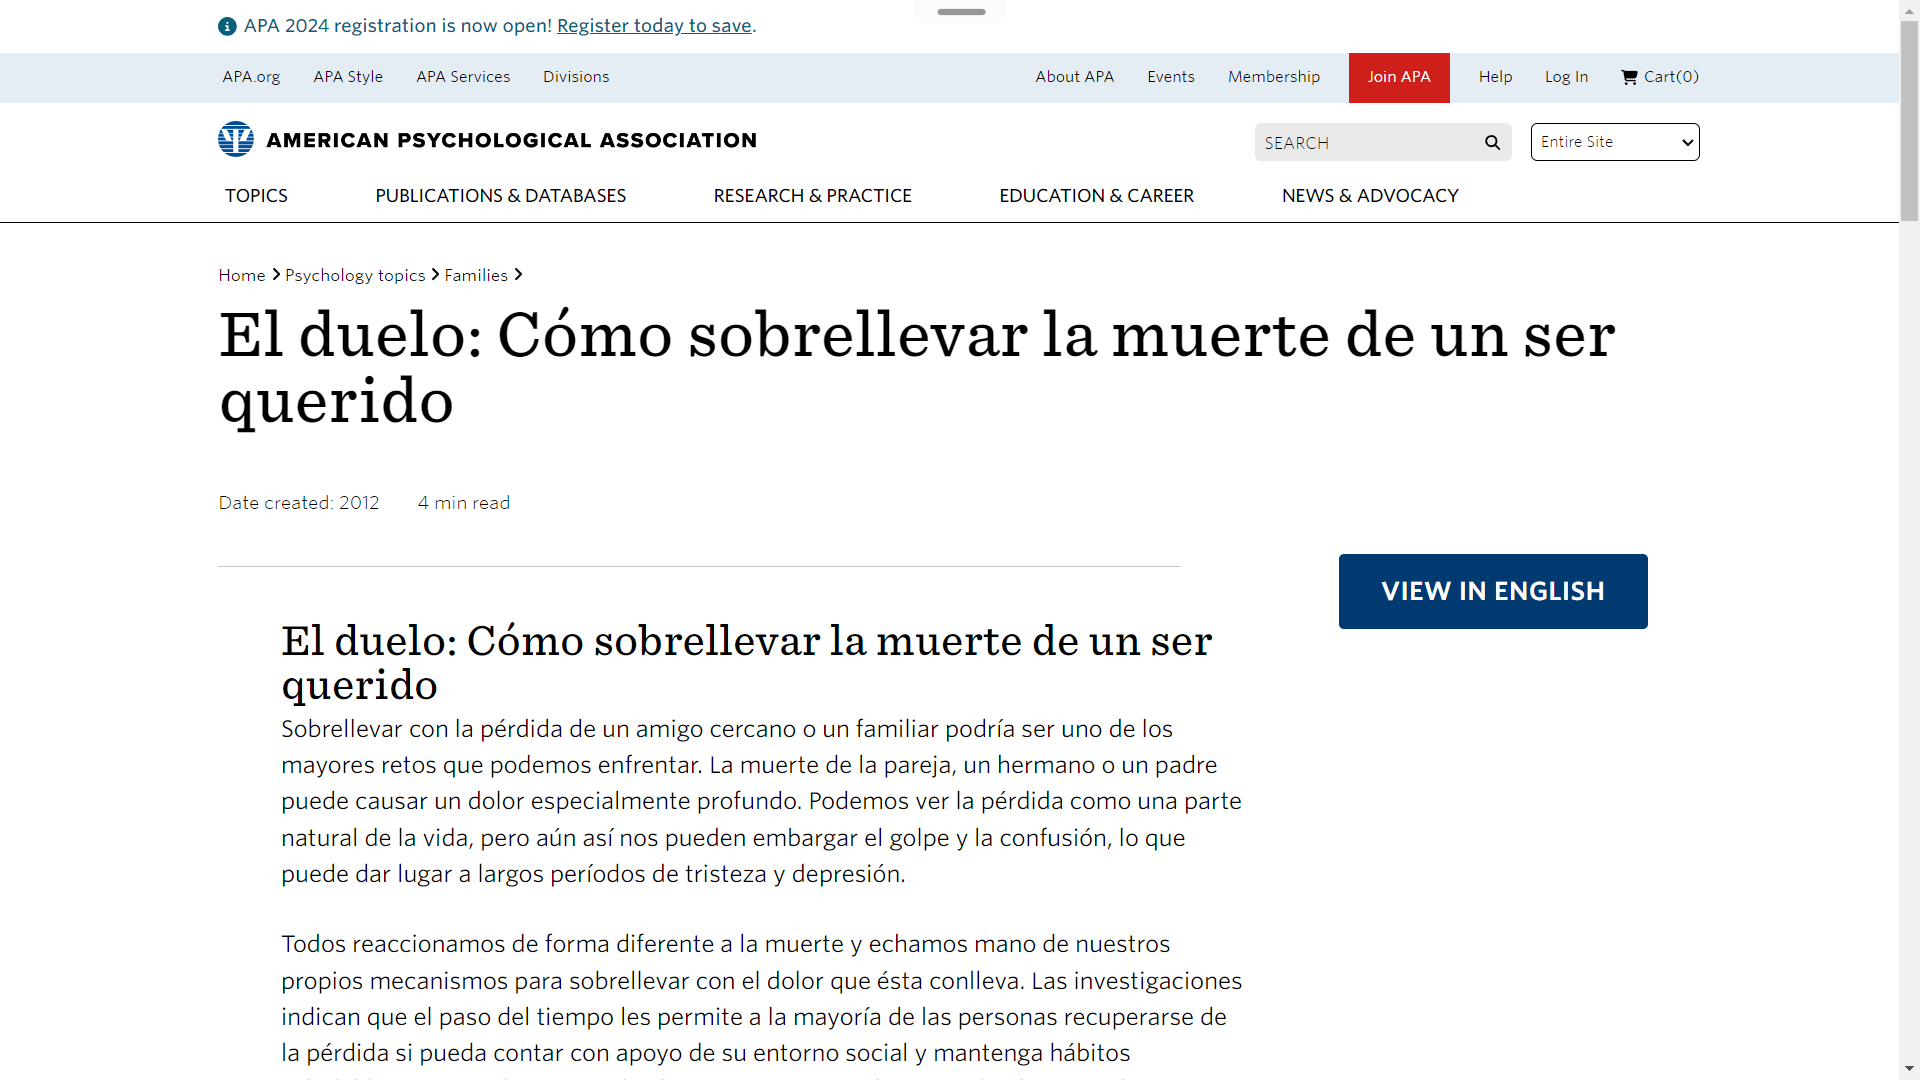 APA 2024 registration is now open! Register today to save.
APA.org APA Style APA Services Divisions About APA Events Membership Join APA Help Log In Cart(0)
AMERICAN PSYCHOLOGICAL ASSOCIATION
SEARCH
Entire Site
TOPICS PUBLICATIONS & DATABASES RESEARCH & PRACTICE EDUCATION & CAREER NEWS & ADVOCACY
Home Psychology topics Families
El duelo: Cómo sobrellevar la muerte de un ser
querido
Date created: 2012 4 min read
VIEW IN ENGLISH
El duelo: Cómo sobrellevar la muerte de un ser
querido
Sobrellevar con la pérdida de un amigo cercano o un familiar podría ser uno de los
mayores retos que podemos enfrentar. La muerte de la pareja, un hermano o un padre
puede causar un dolor especialmente profundo. Podemos ver la pérdida como una parte
natural de la vida, pero aún así nos pueden embargar el golpe y la confusión, lo que
puede dar lugar a largos períodos de tristeza y depresión.
Todos reaccionamos de forma diferente a la muerte y echamos mano de nuestros
propios mecanismos para sobrellevar con el dolor que ésta conlleva. Las investigaciones
indican que el paso del tiempo les permite a la mayoría de las personas recuperarse de
la pérdida si pueda contar con apoyo de su entorno social y mantenga hábitos